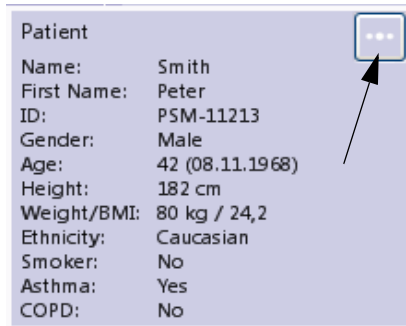 Patient
Name: Smith
First Name: Peter
ID: PSM-11213
Gender: Male
Age: 42 (08.11.1968)
Height: 182 cm
Weight/BMI: 80 kg / 24,2
Ethnicity: Caucasian
Smoker: No
Asthma: Yes
COPD: No